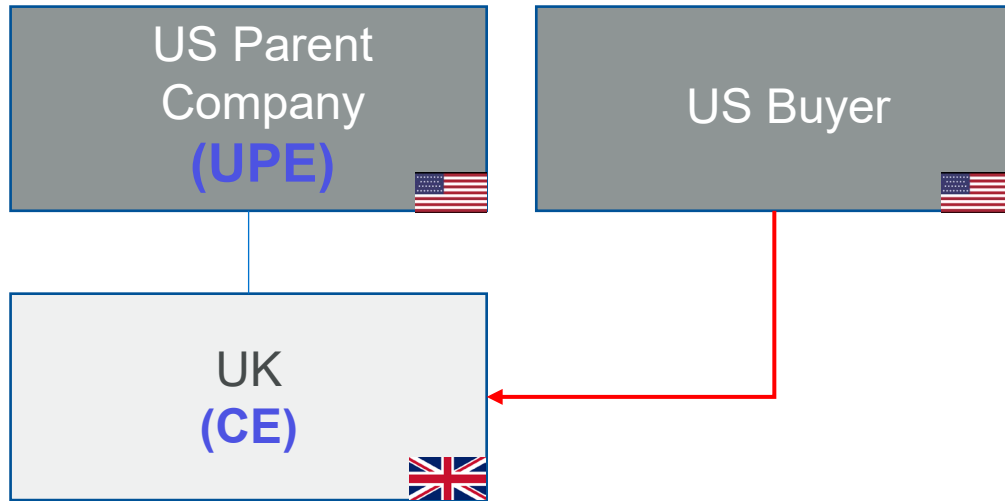 US Parent
Company
(UPE)
US Buyer
UK
(CE)